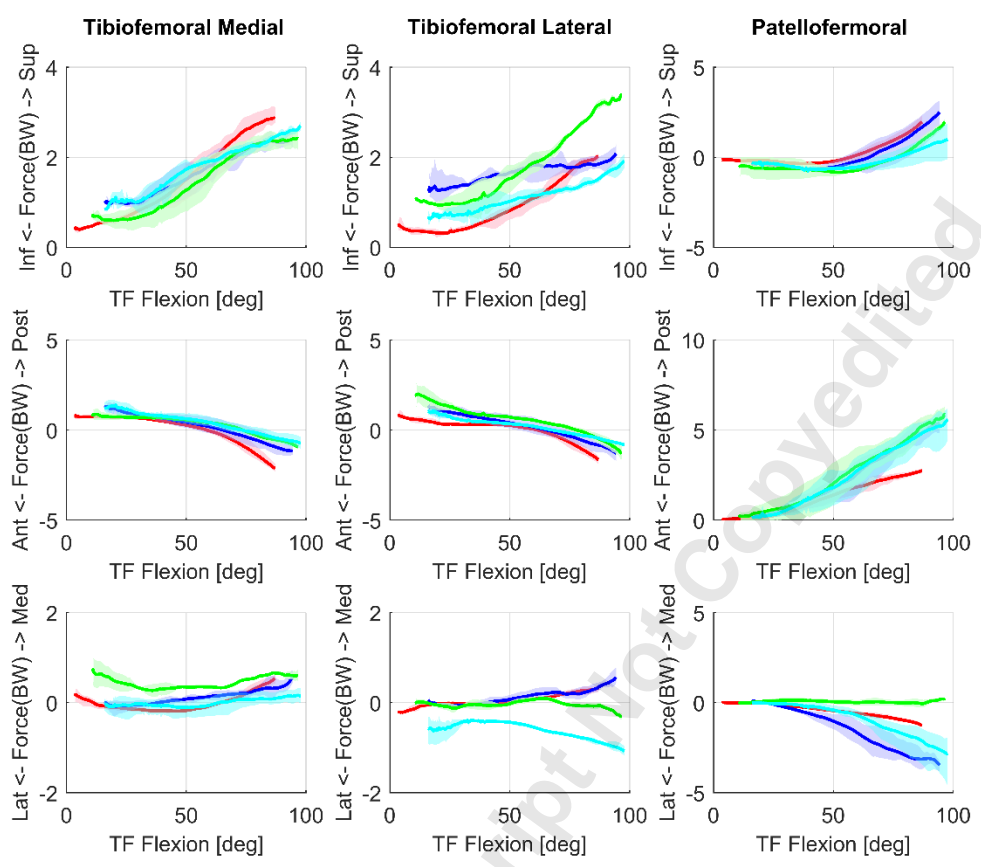 Tibiofemoral Medial
Tibiofemoral Lateral
Patellofermoral
Inf <- Force(BW) -> Sup
4
2
0
0
50
100
TF Flexion [deg]
Inf <- Force(BW) -> Sup
4
2
0
0
50
100
TF Flexion [deg]
Inf <- Force(BW) -> Sup
5
0
-5
0
50
100
TF Flexion [deg]
Ant <- Force(BW) -> Post
5
0
-5
0
50
100
TF Flexion [deg]
Ant <- Force(BW) -> Post
5
0
-5
0
50
100
TF Flexion [deg]
Ant <- Force(BW) -> Post
10
5
0
0
50
100
TF Flexion [deg]
Lat <- Force(BW) -> Med
2
0
-2
0
50
100
TF Flexion [deg]
Lat <- Force(BW) -> Med
2
0
-2
0
50
100
TF Flexion [deg]
Lat <- Force(BW) -> Med
5
0
-5
0
50
100
TF Flexion [deg]
ript Not Copyedited